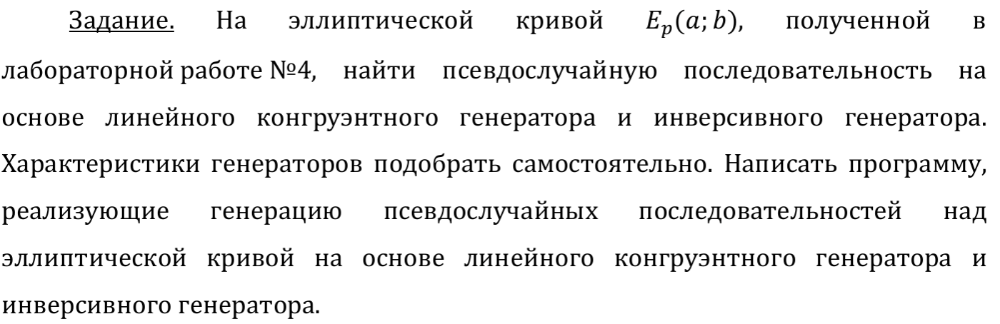 Задание. На эллиптической кривой E_p(a; b), полученной в
лабораторной работе №4, найти псевдослучайную последовательность на
основе линейного конгруэнтного генератора и инверсивного генератора.
Характеристики генераторов подобрать самостоятельно. Написать программу,
реализующие генерацию псевдослучайных последовательностей над
эллиптической кривой на основе линейного конгруэнтного генератора и
инверсивного генератора.